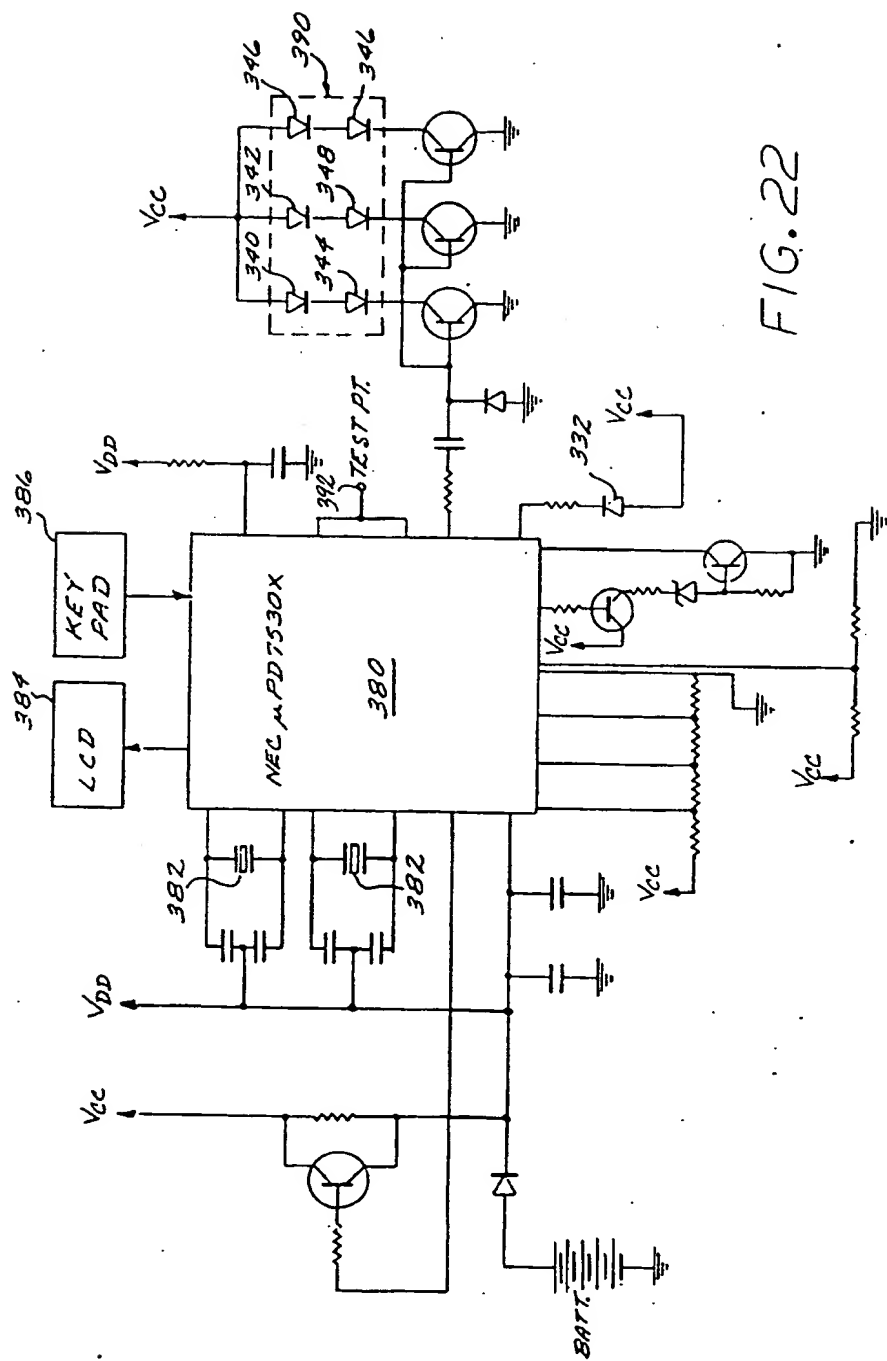 384
LCD
386
KEY
PAD
VDD
VCC
340
342
346
390
344
348
346
382
382
NEC µPD7530X
380
392
TEST PT.
VDD
VCC
332
VCC
VCC
VCC
VCC
BATT.
FIG. 22